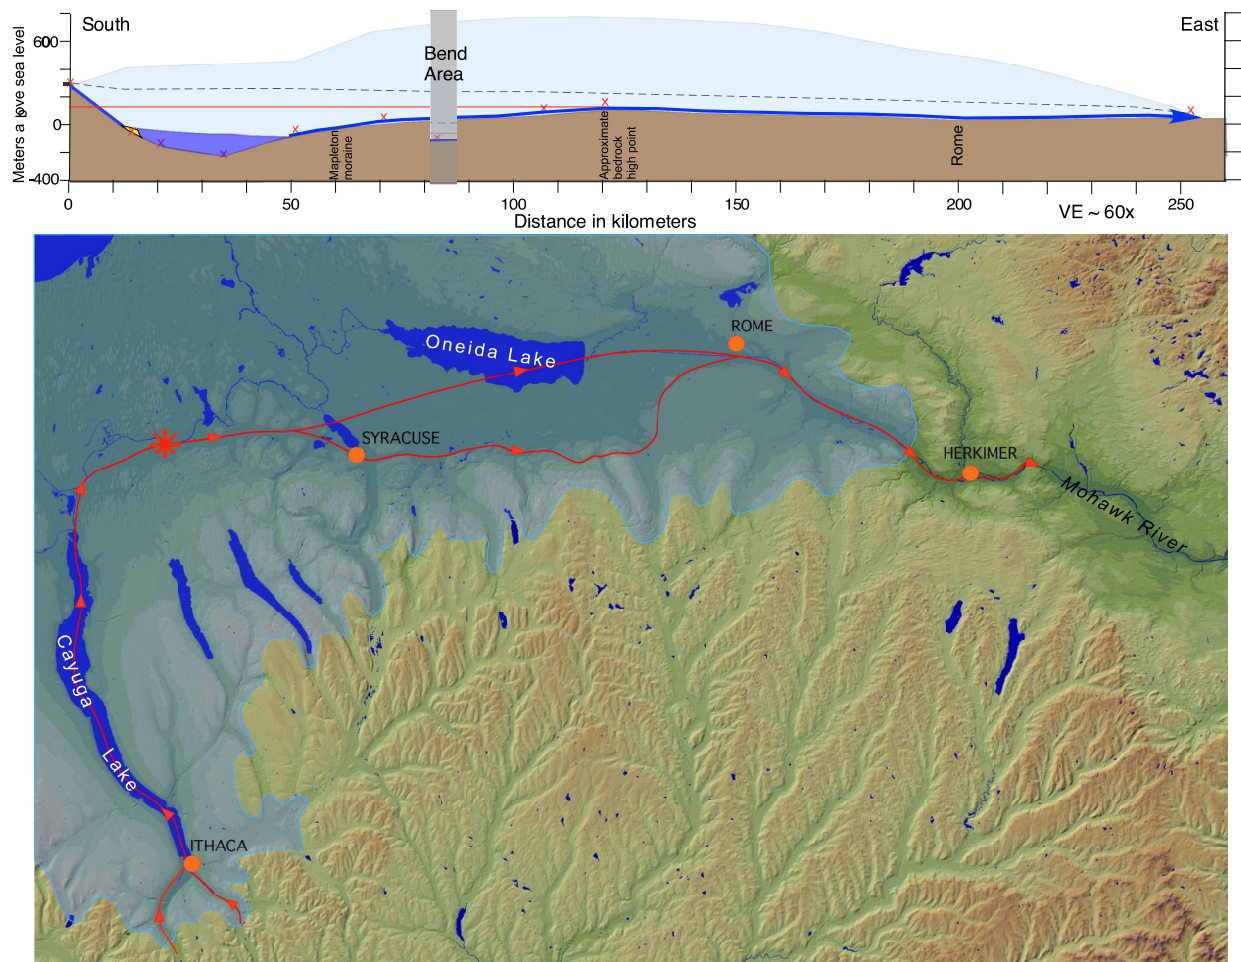 South
East
Meters a ove sea level
600
0
-400
Bend
Area
Mapleton
moraine
Approximate
bedrock
high point
Rome
0
50
100
150
200
250
Distance in kilometers
VE ~ 60x
ROME
Oneida Lake
SYRACUSE
HERKIMER
Mohawk River
Cayuga
Lake
ITHACA